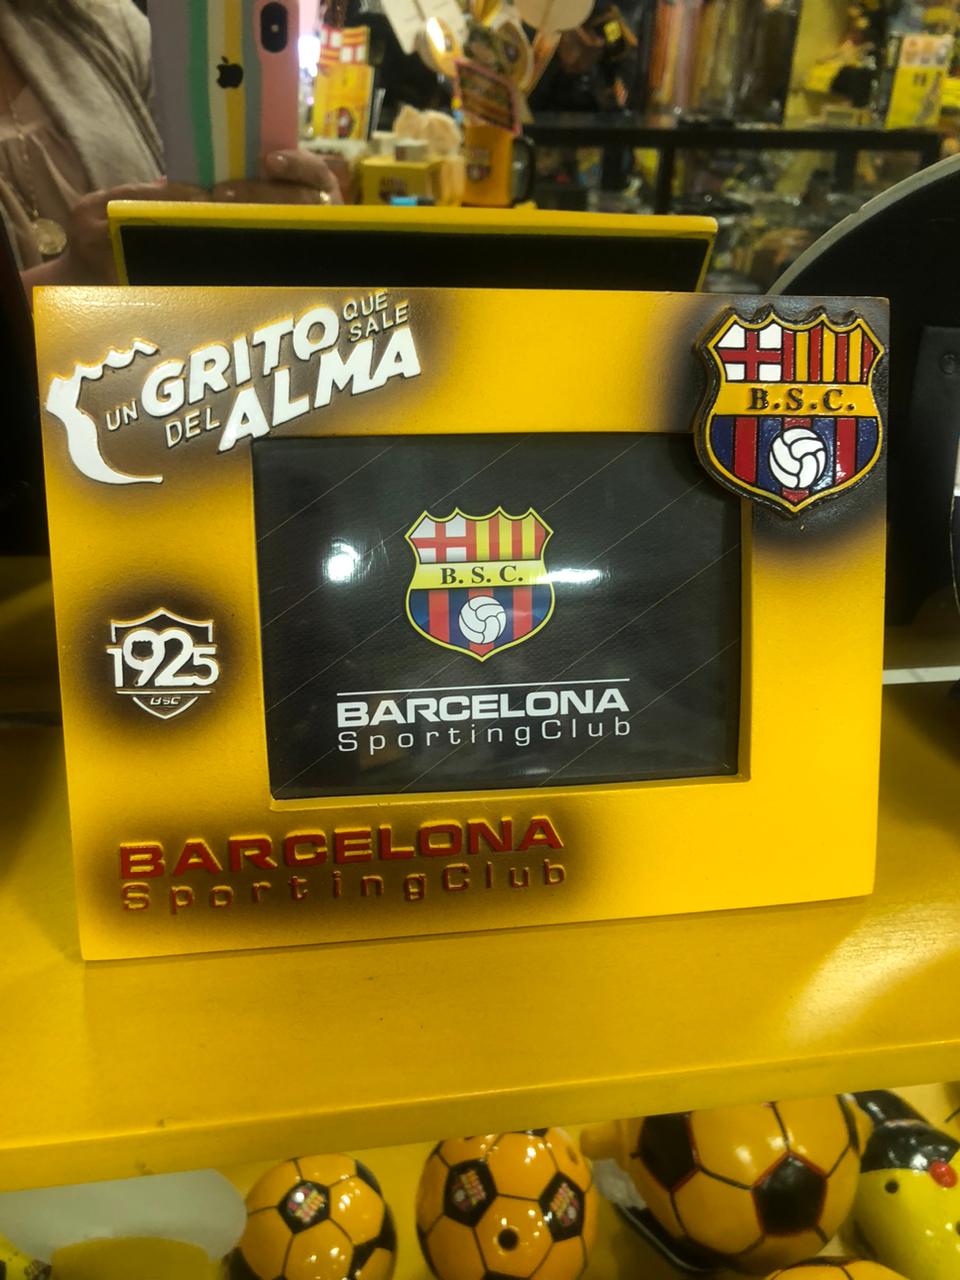 UN GRITO QUE SALE
DEL ALMA
B.S.C.
B. S. C.
BARCELONA
SportingClub
1925
BSC
BARCELONA
SportingClub